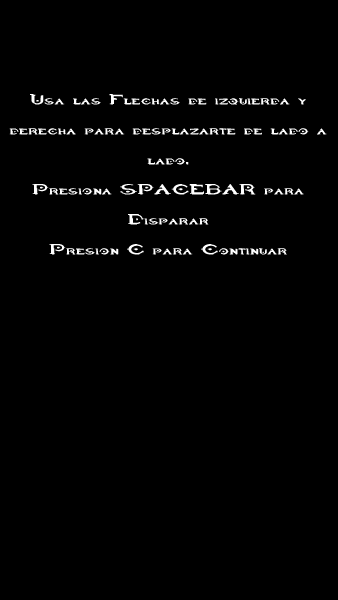 Usa las Flechas de izquierda y
derecha para desplazarte de lado a
lado.
Presiona SPACEBAR para
Disparar
Presion C para Continuar